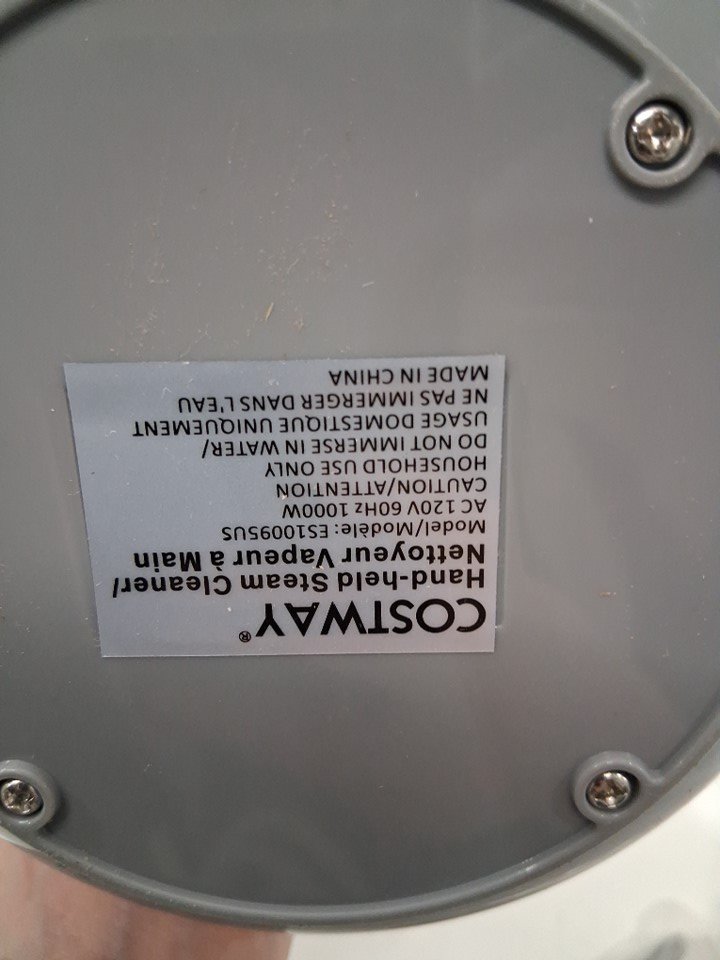 COSTWAY®
Hand-held Steam Cleaner/
Nettoyeur Vapeur à Main
Model/Modèle: ES10095US
AC 120V 60Hz 1000W
CAUTION/ATTENTION
HOUSEHOLD USE ONLY
DO NOT IMMERSE IN WATER/
USAGE DOMESTIQUE UNIQUEMENT
NE PAS IMMERGER DANS L'EAU
MADE IN CHINA